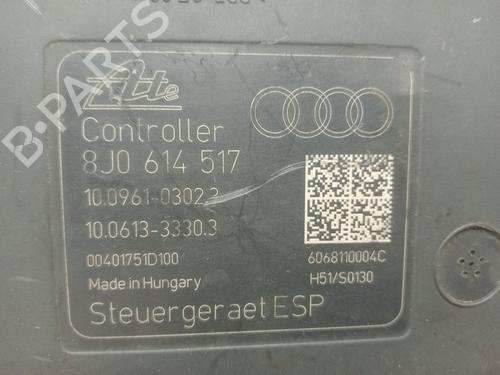 Ate
Controller
8J0 614 517
10.0961-0302.3
10.0613-3330.3
00401751D100
6068110004C
Made in Hungary
H51/S0130
Steuergeraet ESP
B-PARTS